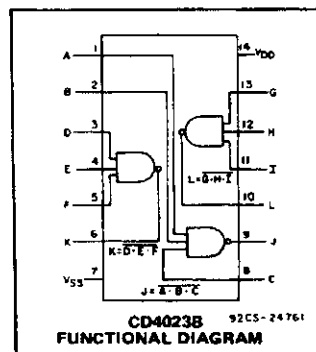 A 1
B 2
D 3
E 4
F 5
K 6
VSS 7
14 VDD
13 G
12 H
11 I
10 L
9 J
8 C
L=G·H·I
K=D·E·F
J=A·B·C
CD4023B
92CS-24761
FUNCTIONAL DIAGRAM